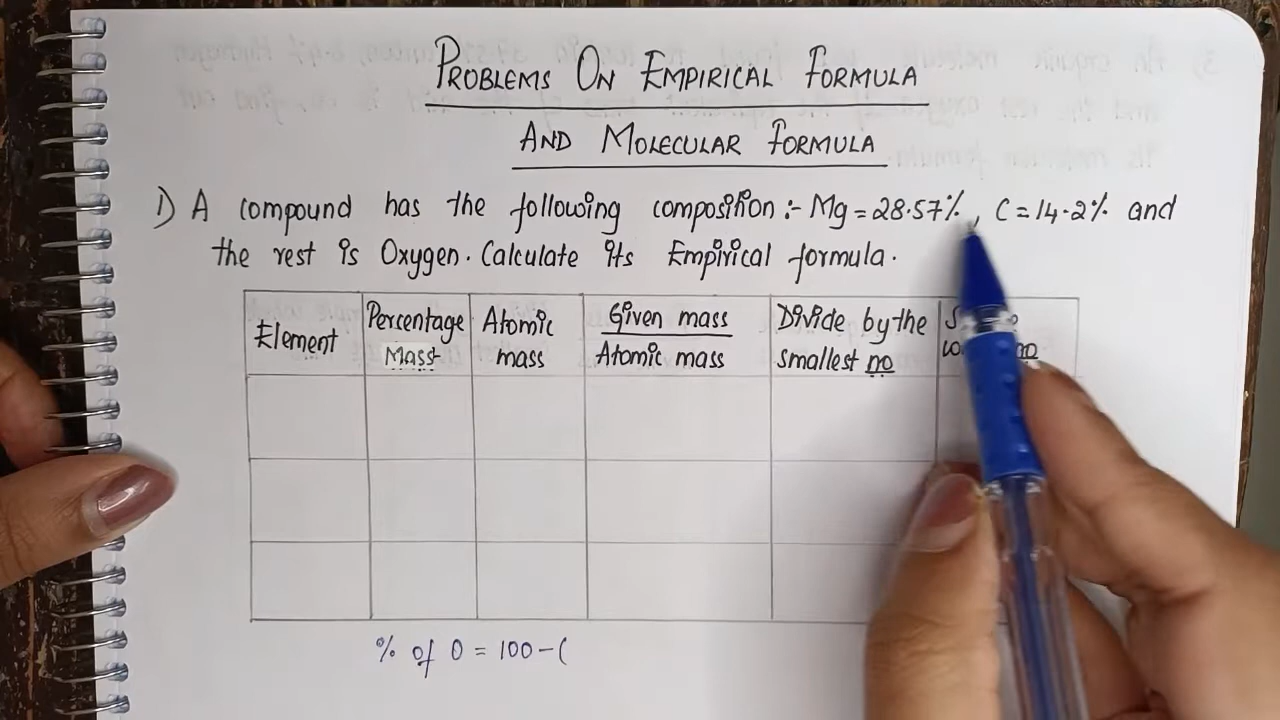 PROBLEMS ON EMPIRICAL FORMULA
AND MOLECULAR FORMULA
1) A compound has the following composition :- Mg = 28.57%, C = 14.2% and
the rest is Oxygen. Calculate its Empirical formula.
Element
Percentage
Mass
Atomic
mass
Given mass
Atomic mass
Divide by the
smallest no
no
% of O = 100 - (